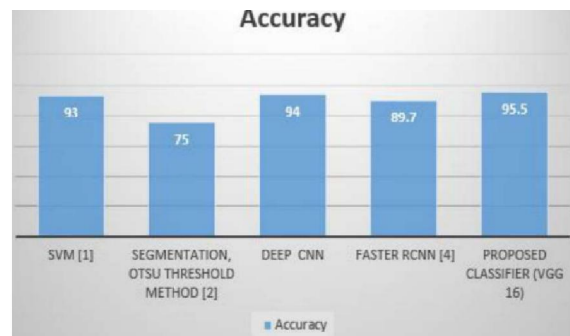 Accuracy
93
75
94
89.7
95.5
SVM [1]
SEGMENTATION,
OTSU THRESHOLD
METHOD [2]
DEEP CNN
FASTER RCNN [4]
PROPOSED
CLASSIFIER (VGG
16)
Accuracy